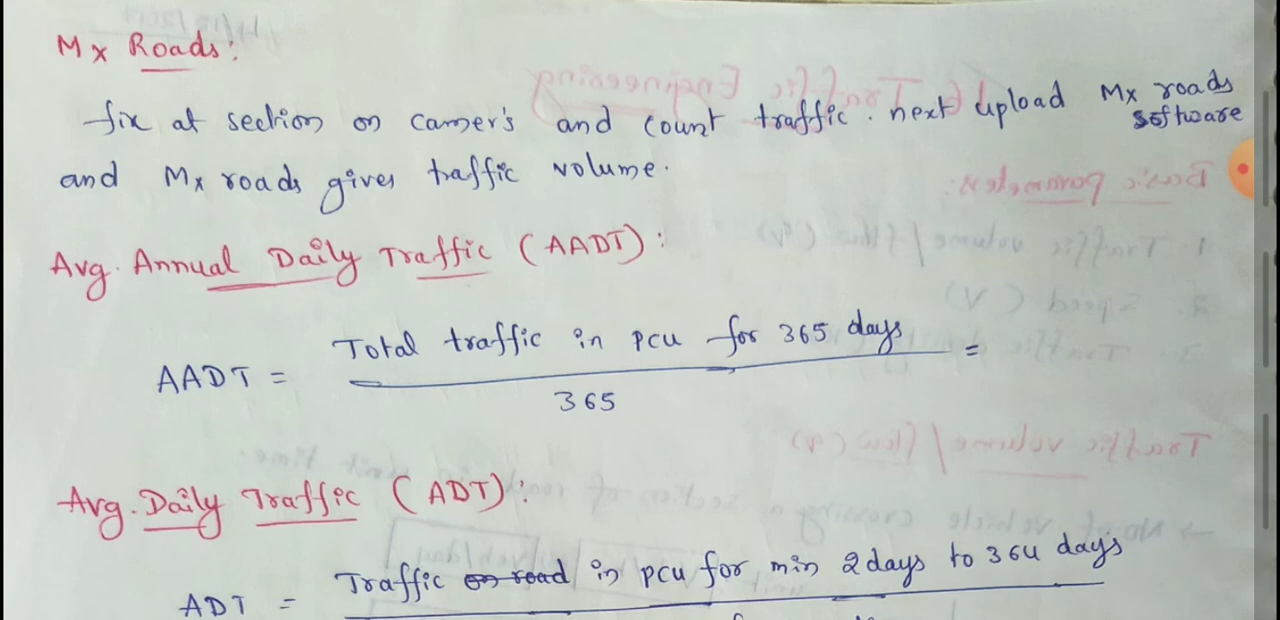 Mx Roads:
fix at section on camer's and count traffic. next upload Mx roads software
and Mx roads gives traffic volume.
Avg. Annual Daily Traffic (AADT):
AADT = Total traffic in pcu for 365 days =
365
Avg. Daily Traffic (ADT):
ADT = Traffic on road in pcu for min 2 days to 364 days